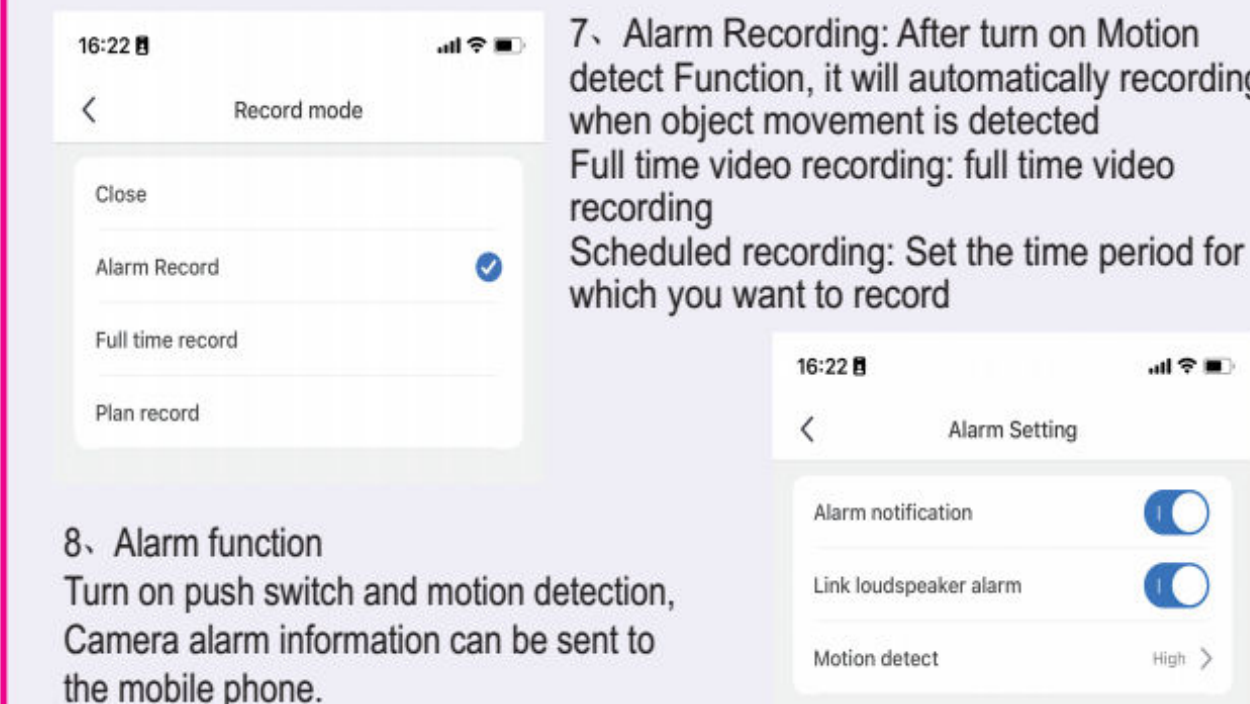 16:22
Record mode
Close
Alarm Record
Full time record
Plan record
7、Alarm Recording: After turn on Motion
detect Function, it will automatically recording
when object movement is detected
Full time video recording: full time video
recording
Scheduled recording: Set the time period for
which you want to record
16:22
Alarm Setting
Alarm notification
Link loudspeaker alarm
Motion detect High
8、Alarm function
Turn on push switch and motion detection,
Camera alarm information can be sent to
the mobile phone.